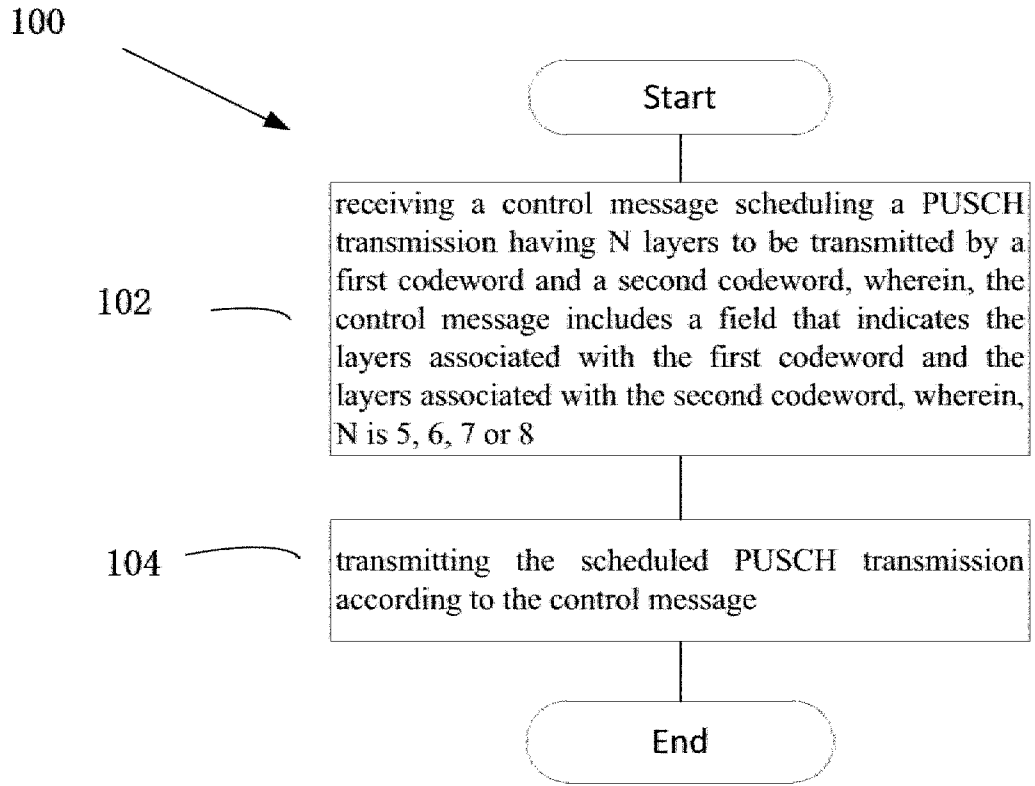 100
Start
receiving a control message scheduling a PUSCH
transmission having N layers to be transmitted by a
first codeword and a second codeword, wherein, the
control message includes a field that indicates the
layers associated with the first codeword and the
layers associated with the second codeword, wherein,
N is 5, 6, 7 or 8
102
transmitting the scheduled PUSCH transmission
according to the control message
104
End